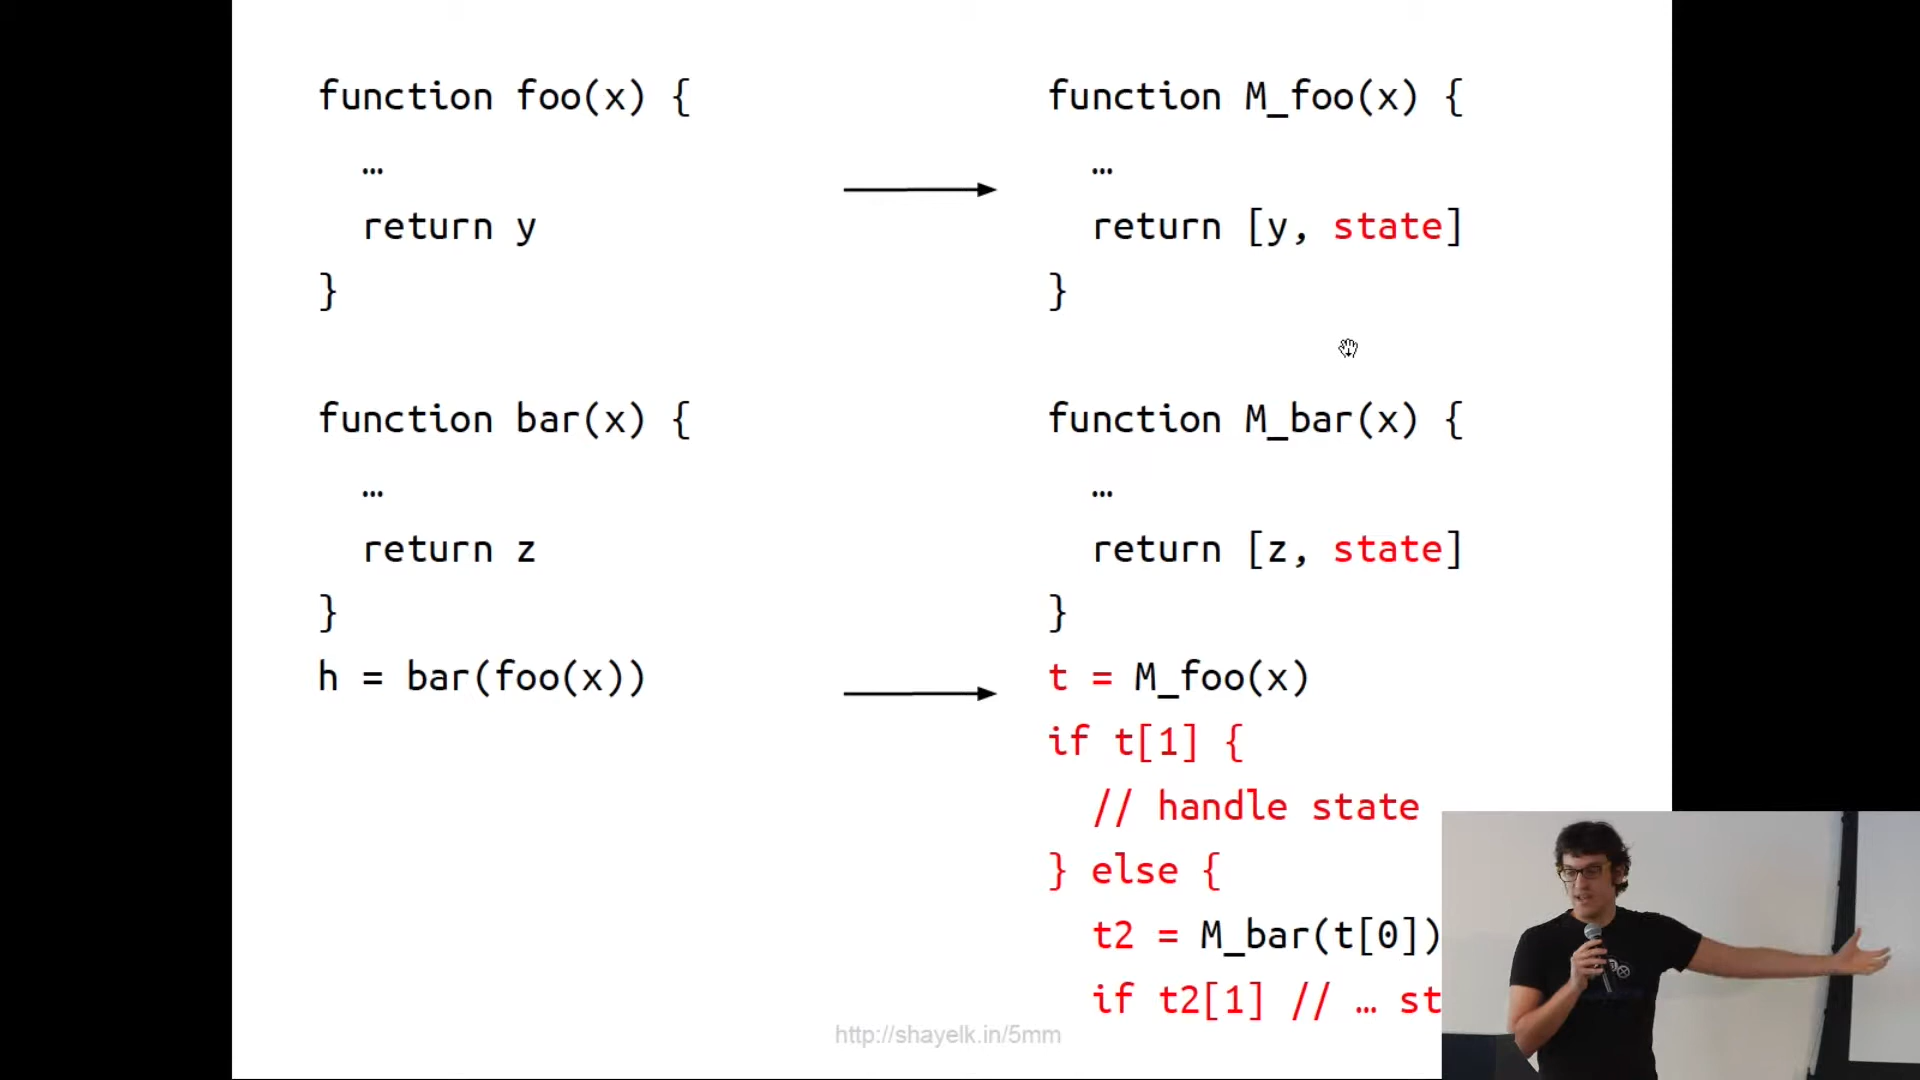 function foo(x) {
…
return y
}
function bar(x) {
…
return z
}
h = bar(foo(x))
function M_foo(x) {
…
return [y, state]
}
function M_bar(x) {
…
return [z, state]
}
t = M_foo(x)
if t[1] {
// handle state
} else {
t2 = M_bar(t[0])
if t2[1] // … st
http://shayelk.in/5mm